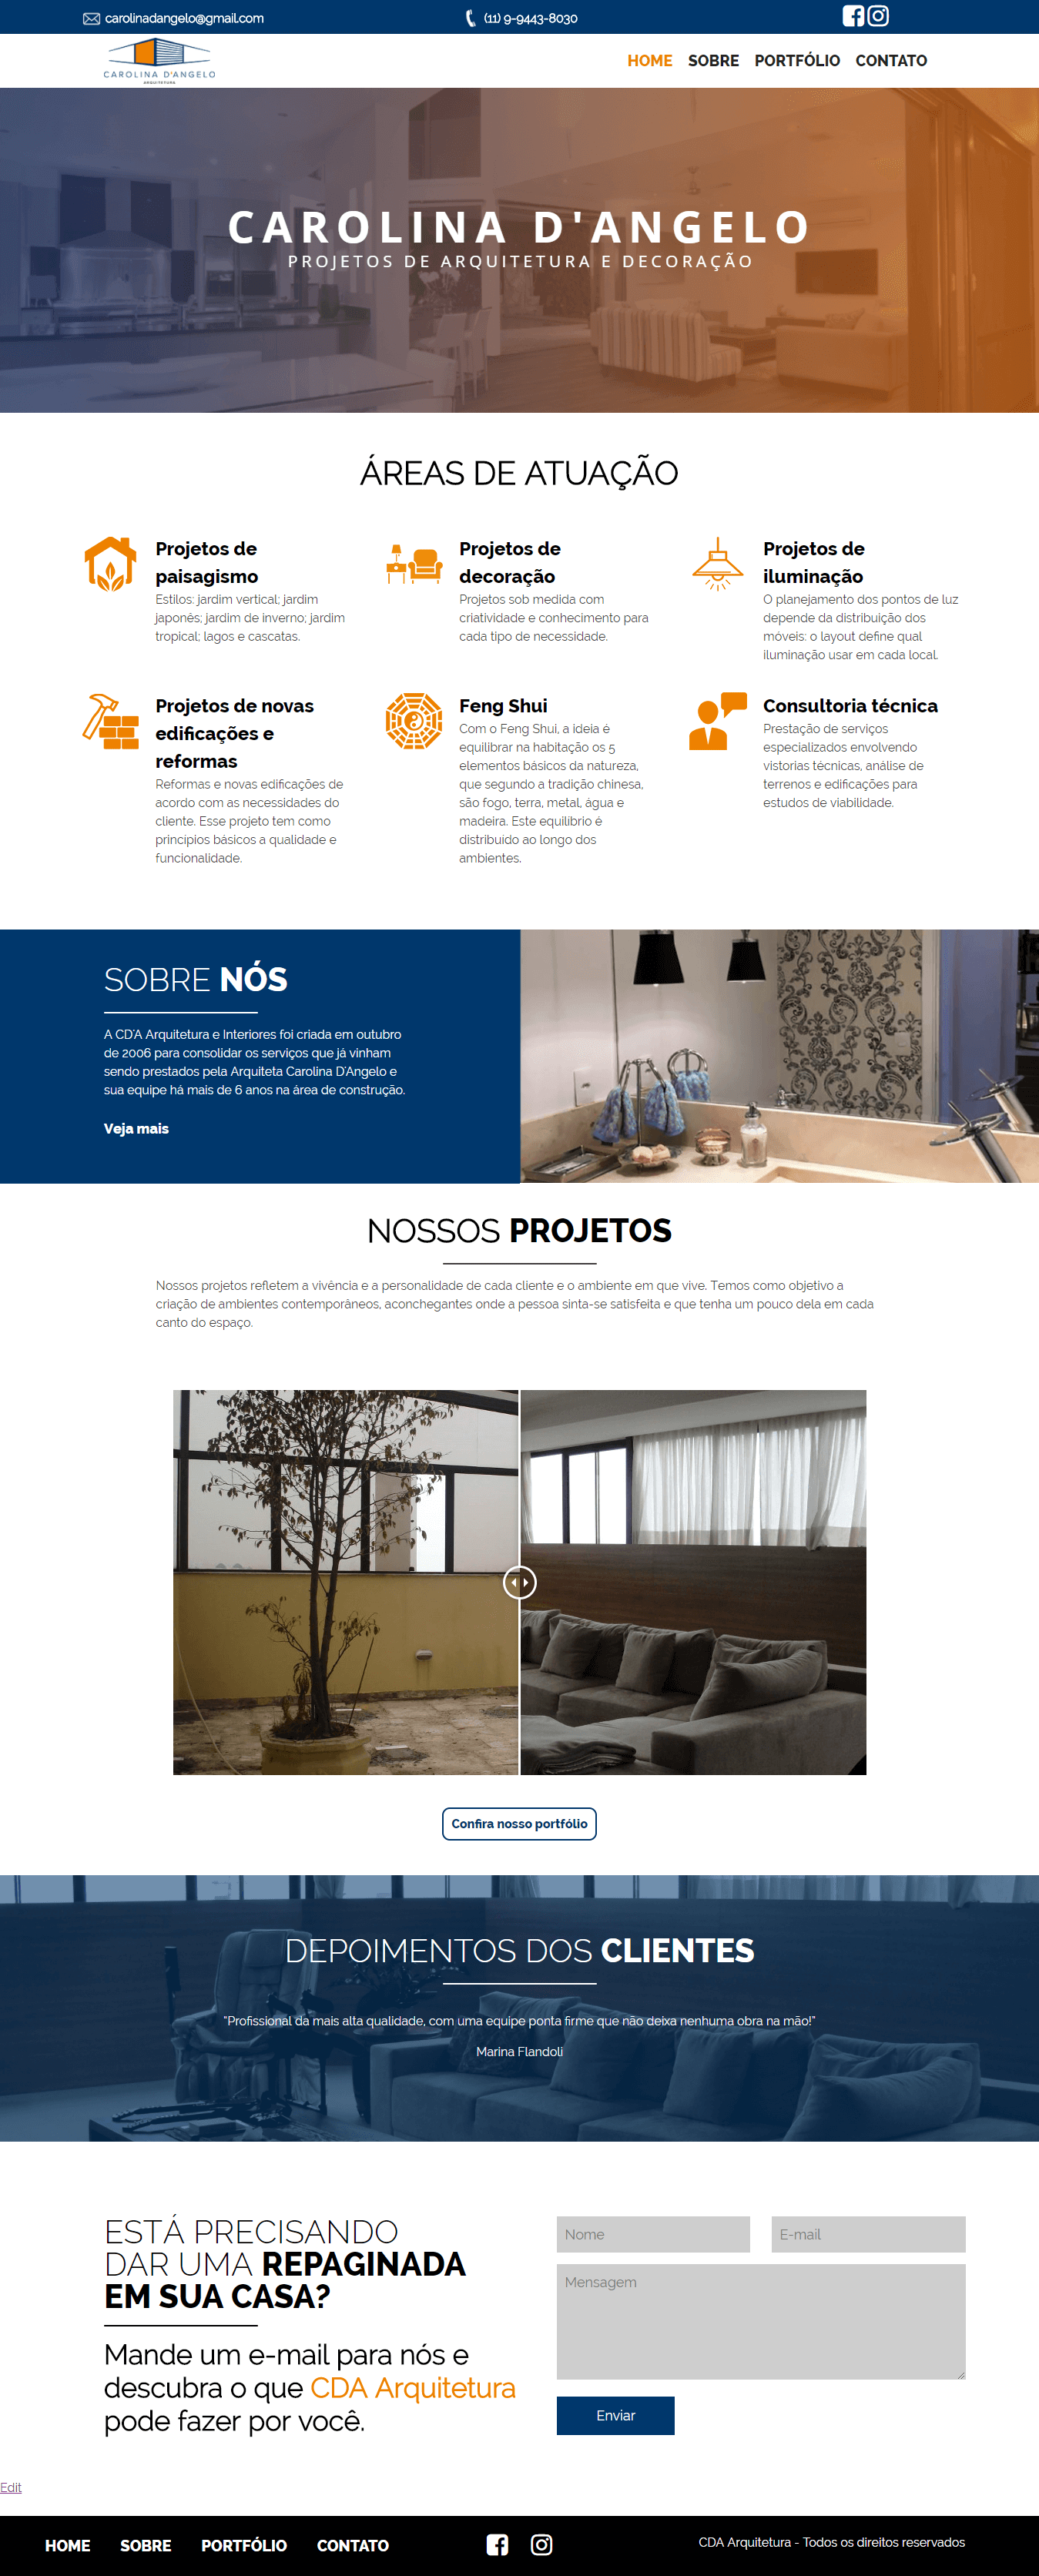 carolinadangelo@gmail.com
(11) 9-9443-8030
CAROLINA D'ANGELO
ARQUITETURA
HOME SOBRE PORTFÓLIO CONTATO
CAROLINA D'ANGELO
PROJETOS DE ARQUITETURA E DECORAÇÃO
ÁREAS DE ATUAÇÃO
Projetos de
paisagismo
Estilos: jardim vertical; jardim
japonês; jardim de inverno; jardim
tropical; lagos e cascatas.
Projetos de
decoração
Projetos sob medida com
criatividade e conhecimento para
cada tipo de necessidade.
Projetos de
iluminação
O planejamento dos pontos de luz
depende da distribuição dos
móveis: o layout define qual
iluminação usar em cada local.
Projetos de novas
edificações e
reformas
Reformas e novas edificações de
acordo com as necessidades do
cliente. Esse projeto tem como
princípios básicos a qualidade e
funcionalidade.
Feng Shui
Com o Feng Shui, a ideia é
equilibrar na habitação os 5
elementos básicos da natureza,
que segundo a tradição chinesa,
são fogo, terra, metal, água e
madeira. Este equilíbrio é
distribuído ao longo dos
ambientes.
Consultoria técnica
Prestação de serviços
especializados envolvendo
vistorias técnicas, análise de
terrenos e edificações para
estudos de viabilidade.
SOBRE NÓS
A CD'A Arquitetura e Interiores foi criada em outubro
de 2006 para consolidar os serviços que já vinham
sendo prestados pela Arquiteta Carolina D'Angelo e
sua equipe há mais de 6 anos na área de construção.
Veja mais
NOSSOS PROJETOS
Nossos projetos refletem a vivência e a personalidade de cada cliente e o ambiente em que vive. Temos como objetivo a
criação de ambientes contemporâneos, aconchegantes onde a pessoa sinta-se satisfeita e que tenha um pouco dela em cada
canto do espaço.
Confira nosso portfólio
DEPOIMENTOS DOS CLIENTES
"Profissional da mais alta qualidade, com uma equipe ponta firme que não deixa nenhuma obra na mão!"
Marina Flandoli
ESTÁ PRECISANDO
DAR UMA REPAGINADA
EM SUA CASA?
Mande um e-mail para nós e
descubra o que CDA Arquitetura
pode fazer por você.
Nome
E-mail
Mensagem
Enviar
Edit
HOME SOBRE PORTFÓLIO CONTATO
CDA Arquitetura - Todos os direitos reservados